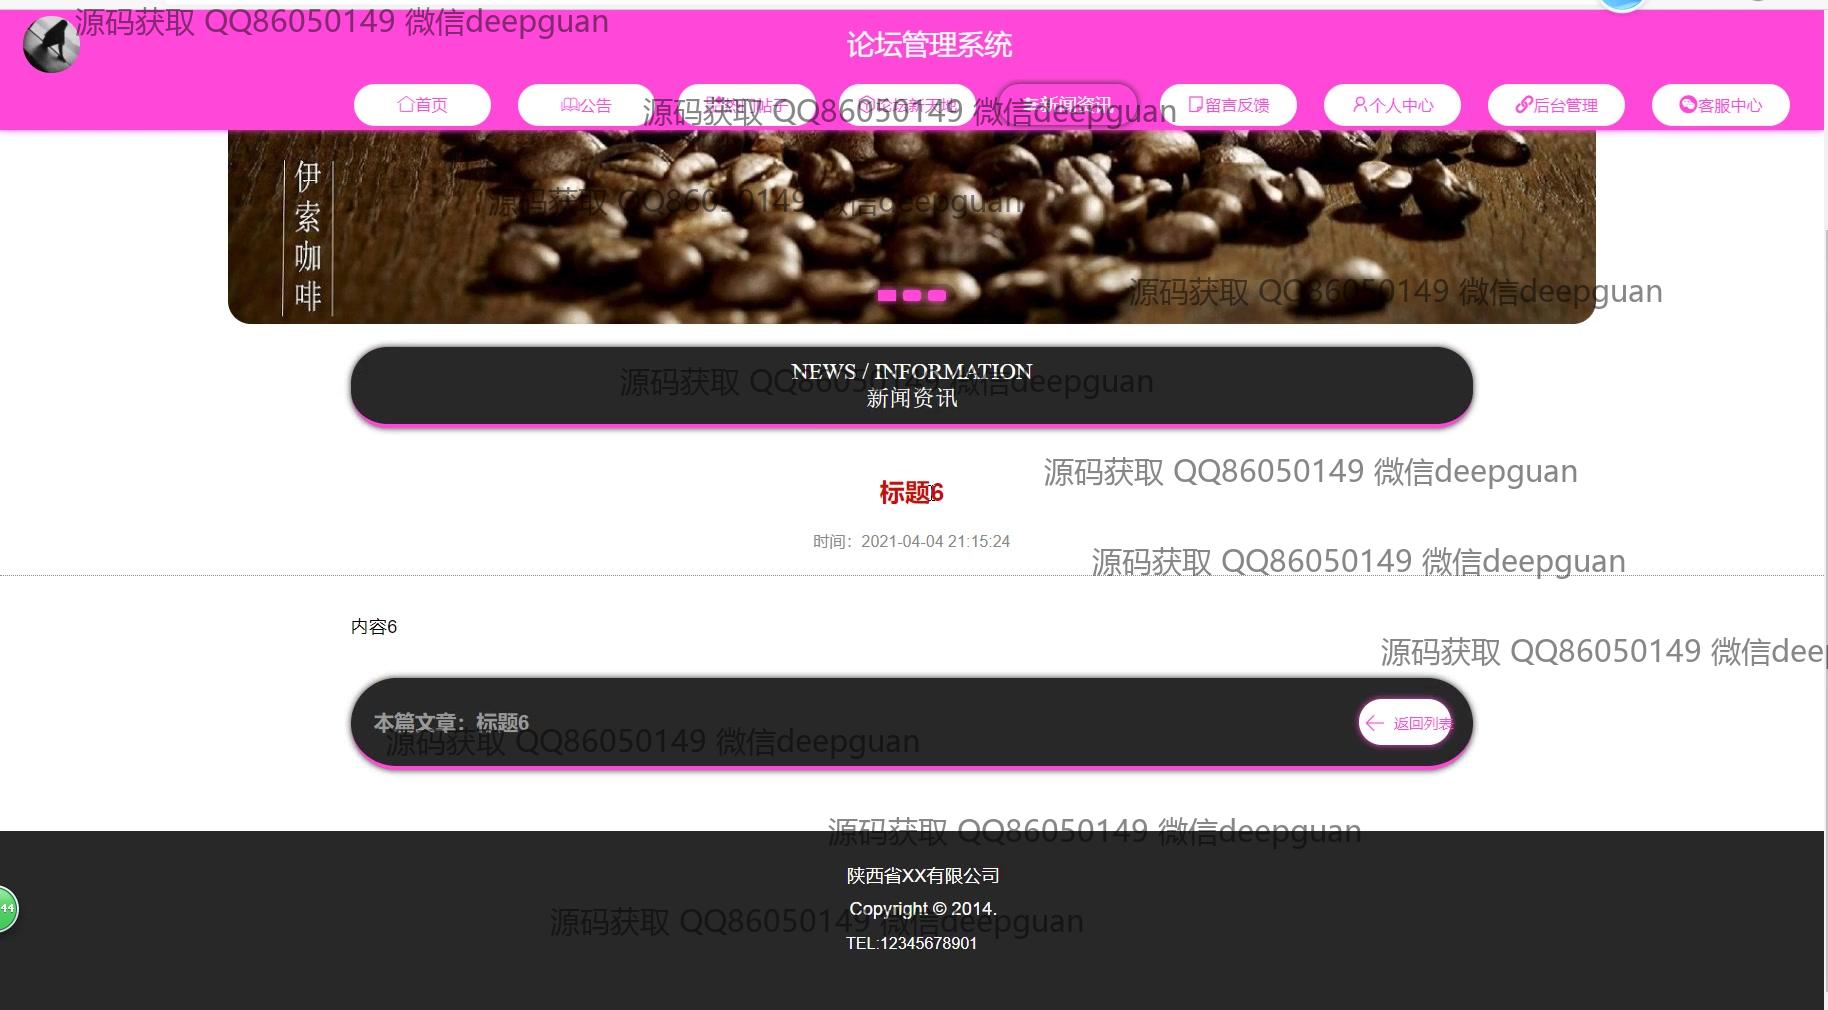 源码获取 QQ86050149 微信deepguan
论坛管理系统
首页
公告
新闻资讯
留言反馈
个人中心
后台管理
客服中心
源码获取 QQ86050149 微信deepguan
伊索咖啡
源码获取 QQ86050149 微信deepguan
源码获取 QQ86050149 微信deepguan
NEWS / INFORMATION
源码获取 QQ86050149 微信deepguan
新闻资讯
源码获取 QQ86050149 微信deepguan
标题6
时间：2021-04-04 21:15:24
源码获取 QQ86050149 微信deepguan
内容6
源码获取 QQ86050149 微信deep
本篇文章：标题6
返回列表
源码获取 QQ86050149 微信deepguan
源码获取 QQ86050149 微信deepguan
陕西省XX有限公司
Copyright © 2014.
源码获取 QQ86050149 微信deepguan
TEL:12345678901
44